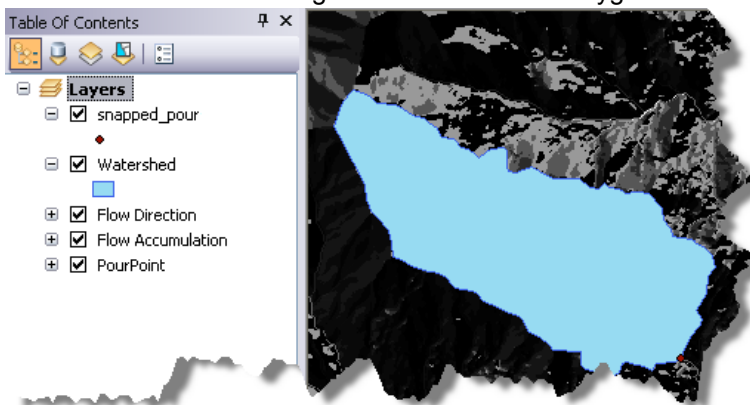 Table Of Contents
Layers
snapped_pour
Watershed
Flow Direction
Flow Accumulation
PourPoint